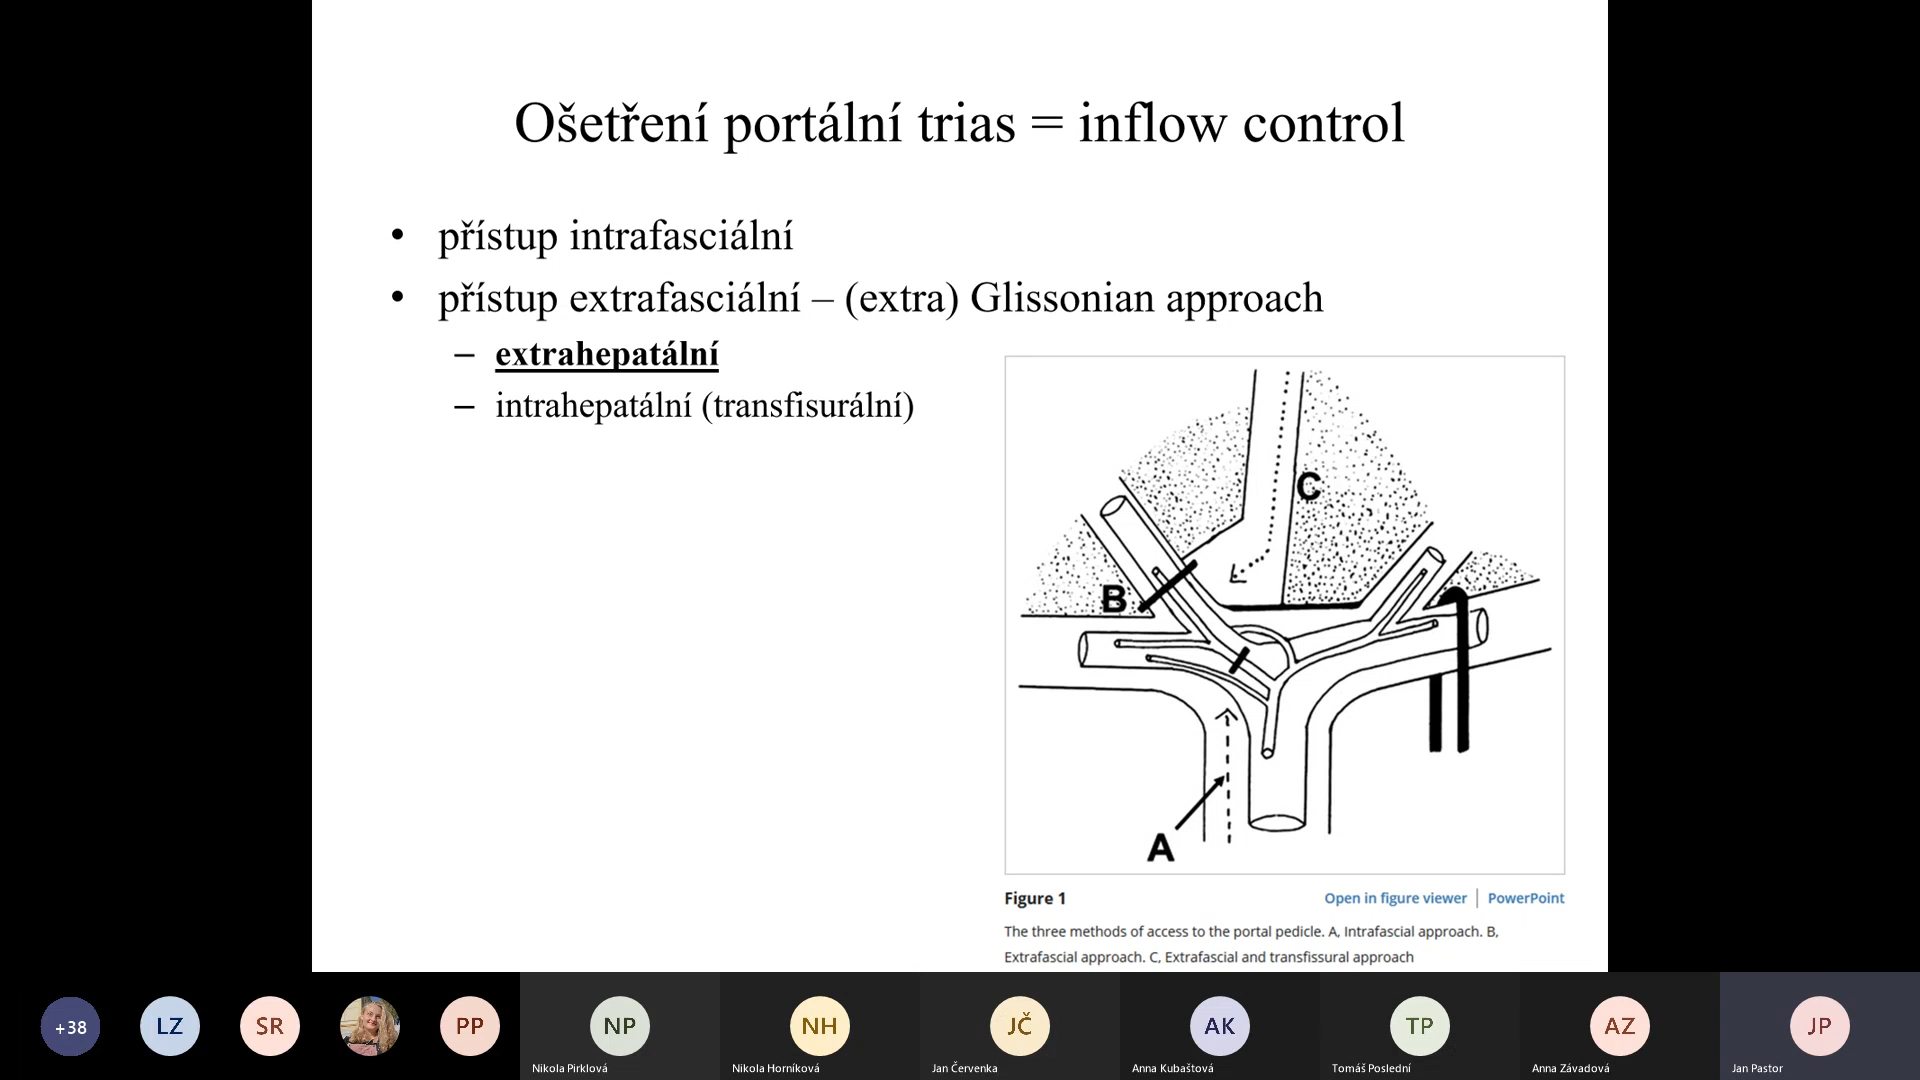 Ošetření portální trias = inflow control
• přístup intrafasciální
• přístup extrafasciální – (extra) Glissonian approach
– extrahepatální
– intrahepatální (transfisurální)
C
B
A
Figure 1
Open in figure viewer | PowerPoint
The three methods of access to the portal pedicle. A, Intrafascial approach. B,
Extrafascial approach. C, Extrafascial and transfissural approach
+38
LZ
SR
PP
NP
NH
JČ
AK
TP
AZ
JP
Nikola Pirklová
Nikola Horníková
Jan Červenka
Anna Kubaštová
Tomáš Poslední
Anna Závadová
Jan Pastor